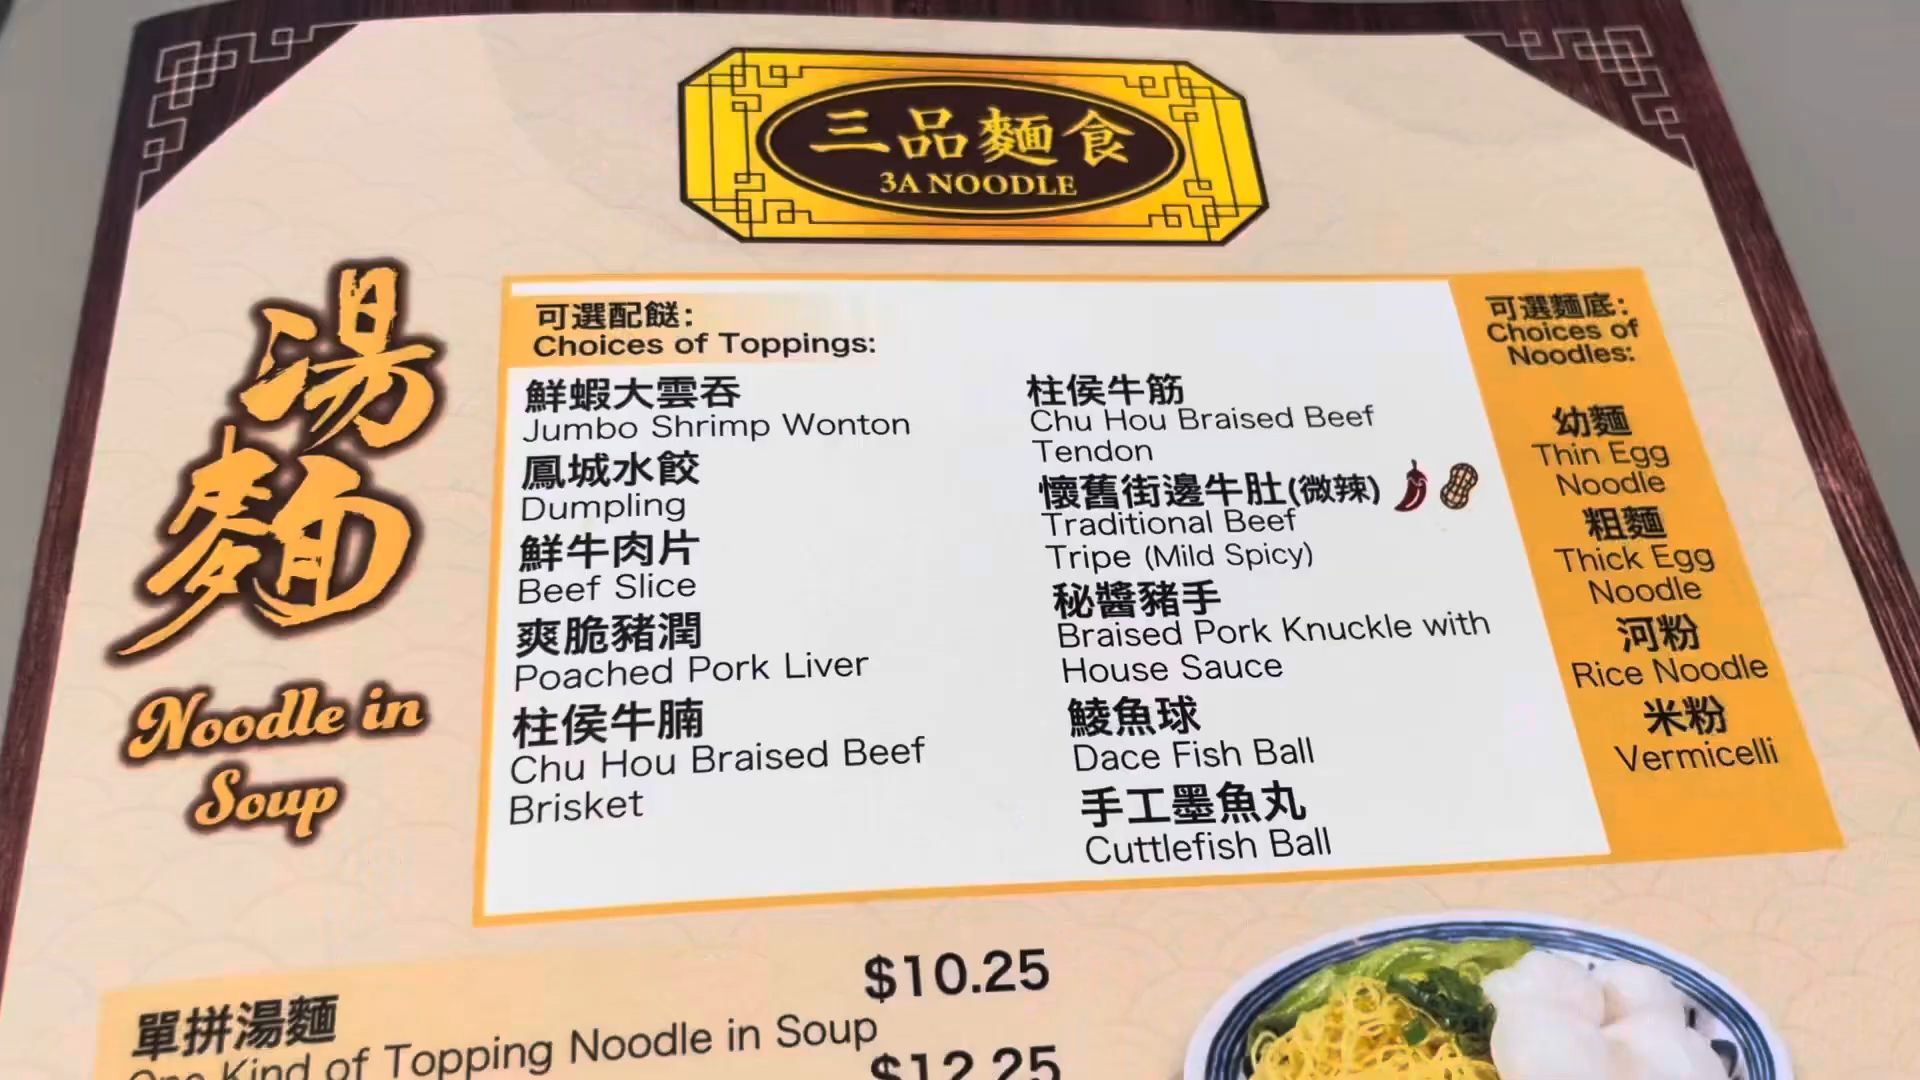 三品麵食
3A NOODLE
湯麵
Noodle in
Soup
可選配餸:
Choices of Toppings:
鮮蝦大雲吞
Jumbo Shrimp Wonton
鳳城水餃
Dumpling
鮮牛肉片
Beef Slice
爽脆豬潤
Poached Pork Liver
柱侯牛腩
Chu Hou Braised Beef
Brisket
柱侯牛筋
Chu Hou Braised Beef
Tendon
懷舊街邊牛肚(微辣)
Traditional Beef
Tripe (Mild Spicy)
秘醬豬手
Braised Pork Knuckle with
House Sauce
鯪魚球
Dace Fish Ball
手工墨魚丸
Cuttlefish Ball
可選麵底:
Choices of
Noodles:
幼麵
Thin Egg
Noodle
粗麵
Thick Egg
Noodle
河粉
Rice Noodle
米粉
Vermicelli
單拼湯麵
$10.25
One Kind of Topping Noodle in Soup
$12.25